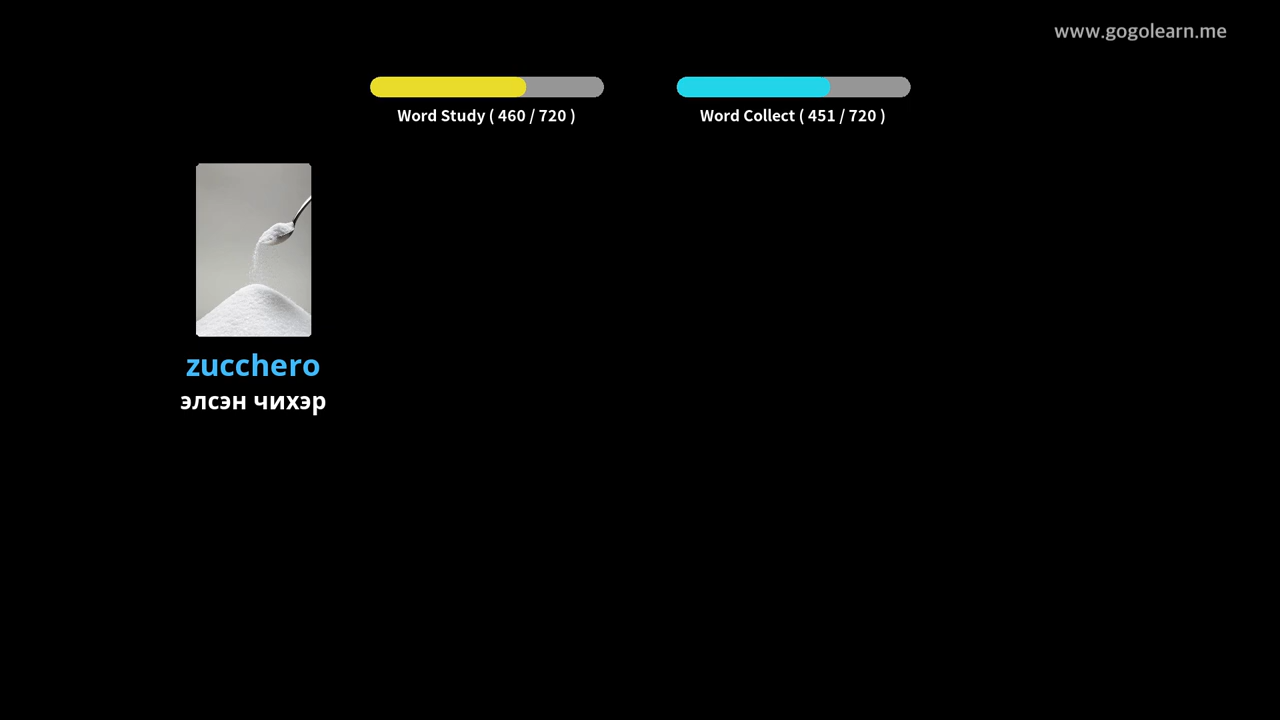 www.gogolearn.me
Word Study ( 460 / 720 )
Word Collect ( 451 / 720 )
zucchero
элсэн чихэр